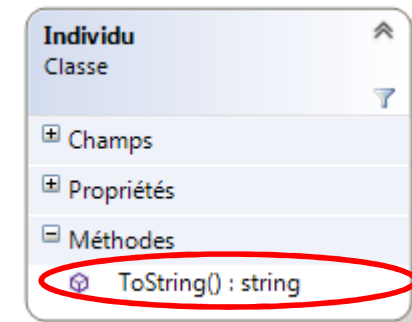 Individu
Classe
Champs
Propriétés
Méthodes
ToString() : string